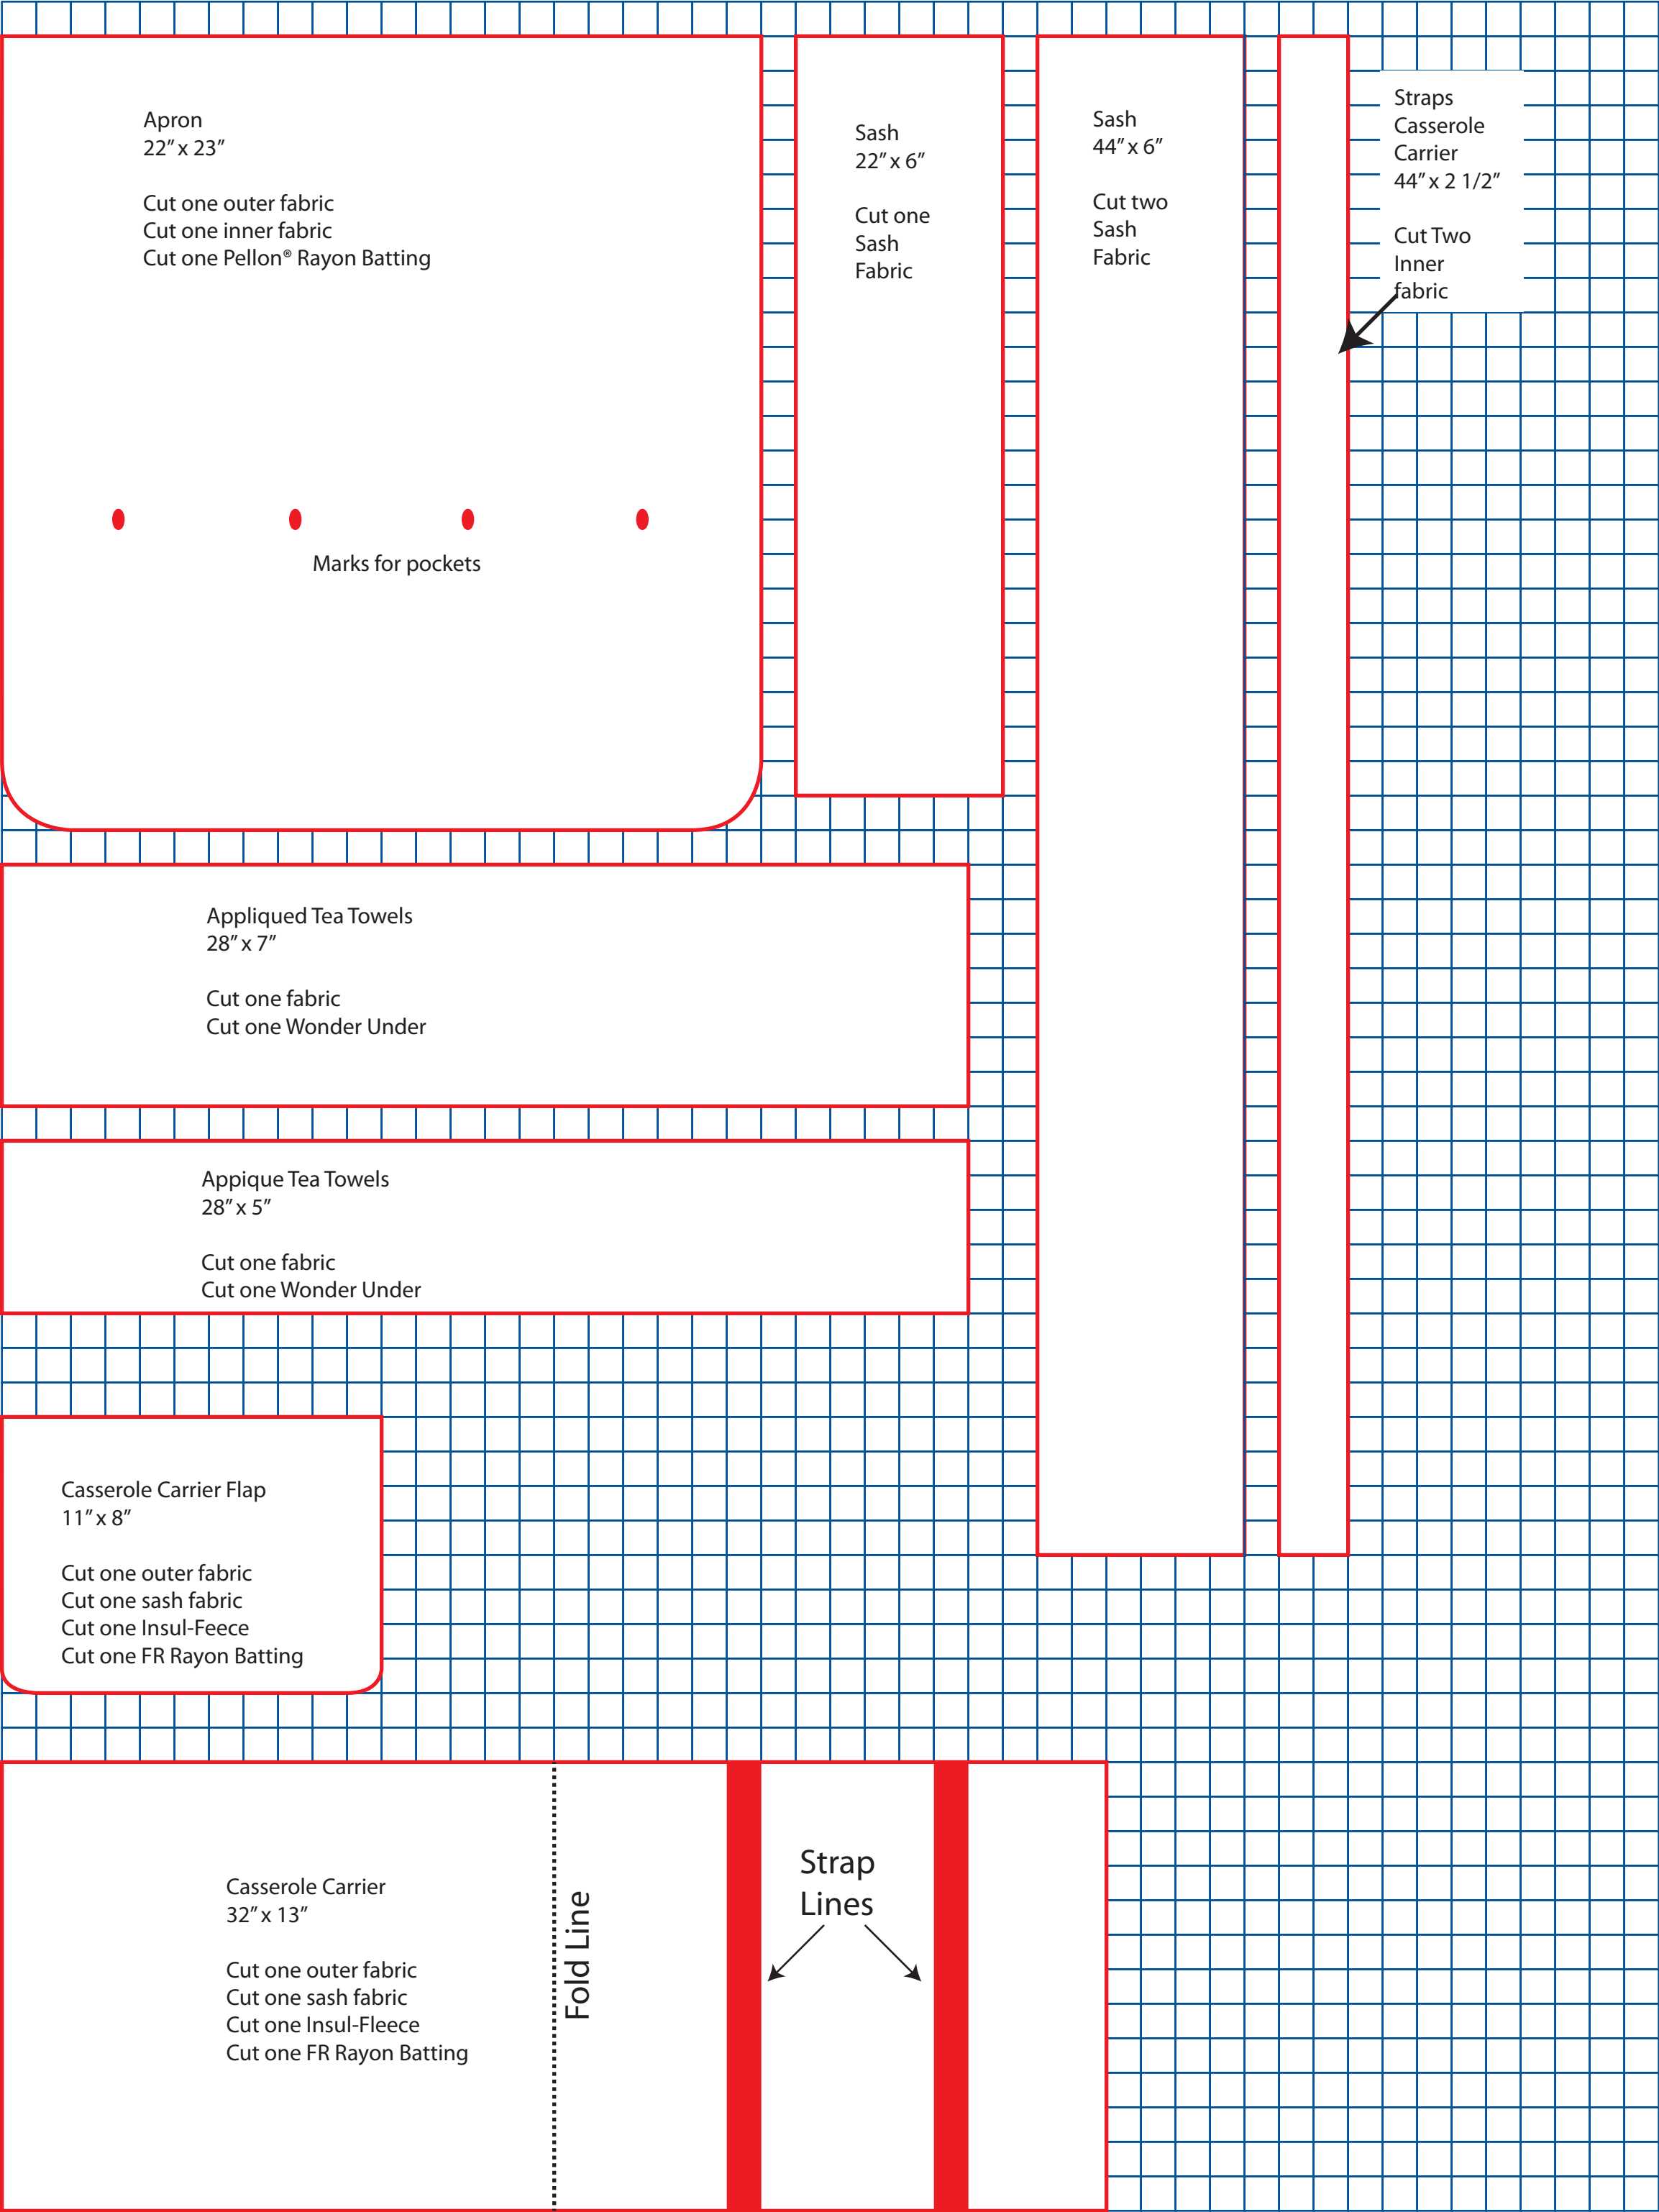 Apron
22” x 23”
Cut one outer fabric
Cut one inner fabric
Cut one Pellon® Rayon Batting
Marks for pockets
Sash
22” x 6”
Cut one
Sash
Fabric
Sash
44” x 6”
Cut two
Sash
Fabric
Straps
Casserole
Carrier
44” x 2 1/2”
Cut Two
Inner
fabric
Appliqued Tea Towels
28” x 7”
Cut one fabric
Cut one Wonder Under
Appique Tea Towels
28” x 5”
Cut one fabric
Cut one Wonder Under
Casserole Carrier Flap
11” x 8”
Cut one outer fabric
Cut one sash fabric
Cut one Insul-Feece
Cut one FR Rayon Batting
Casserole Carrier
32” x 13”
Cut one outer fabric
Cut one sash fabric
Cut one Insul-Fleece
Cut one FR Rayon Batting
Fold Line
Strap
Lines